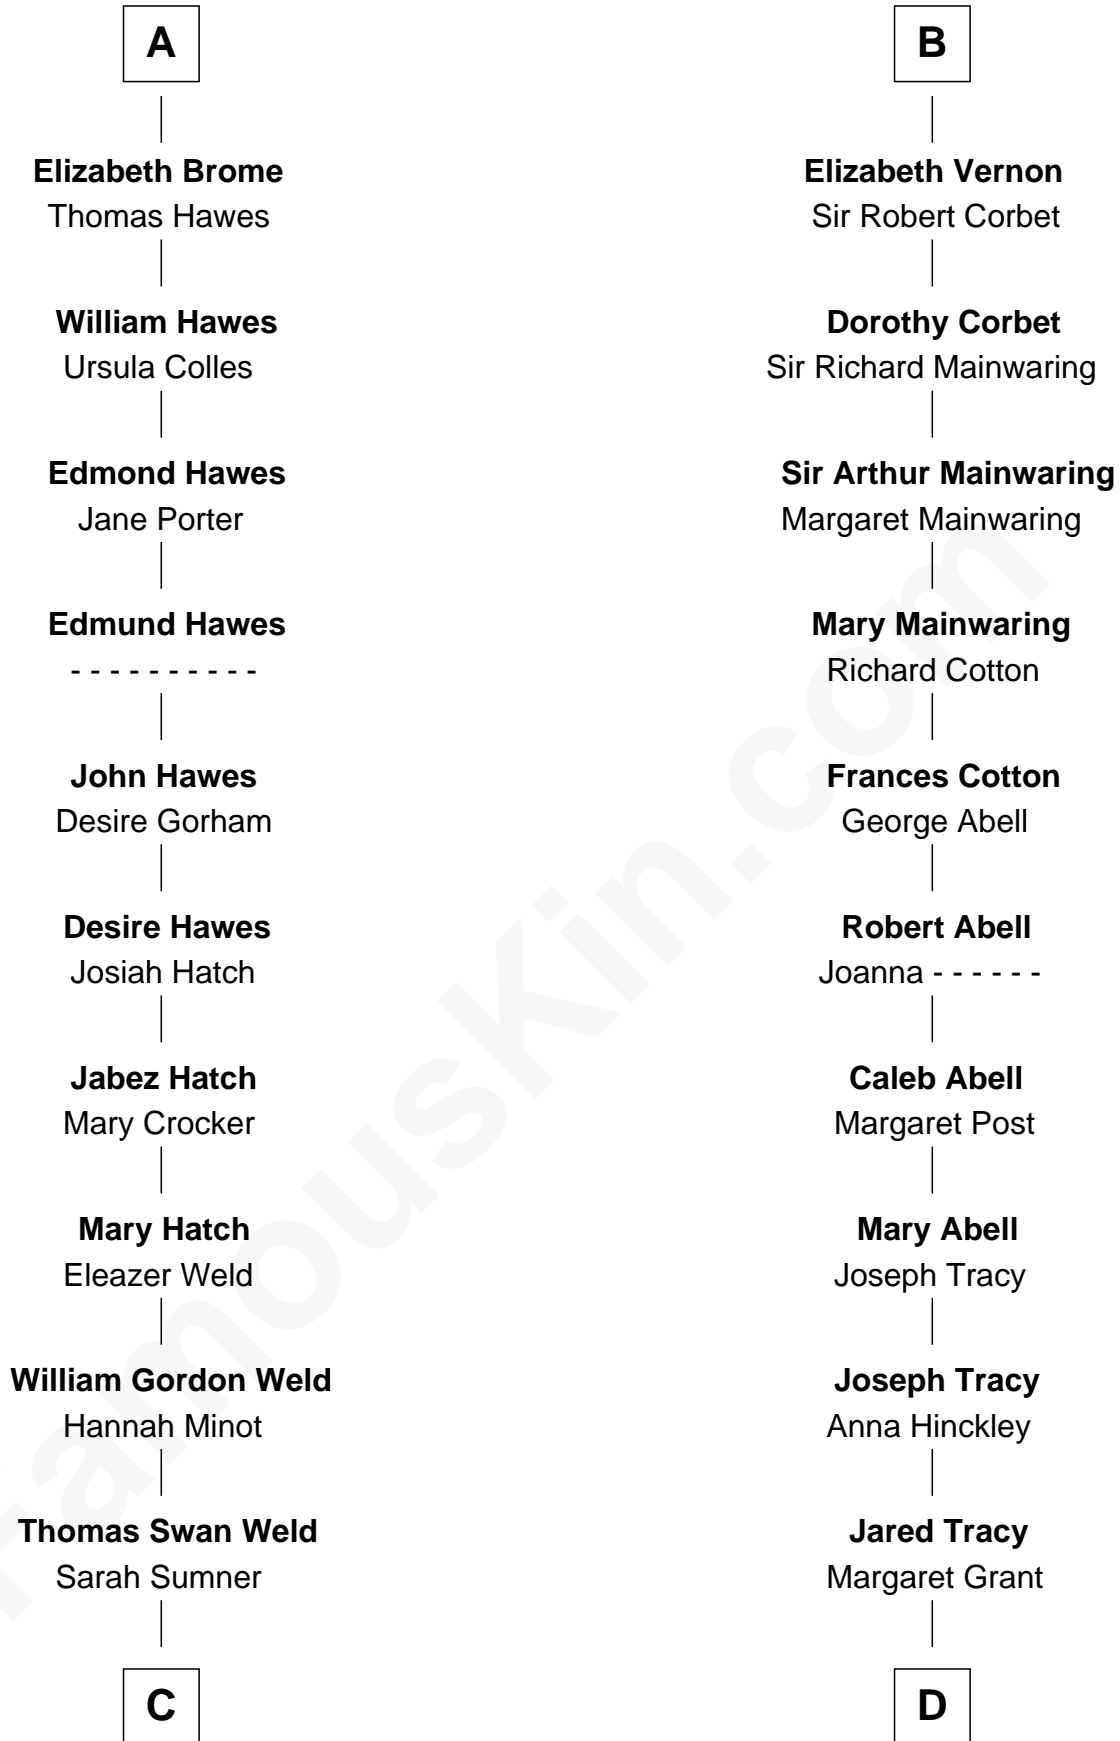 A
Elizabeth Brome
Thomas Hawes
William Hawes
Ursula Colles
Edmond Hawes
Jane Porter
Edmund Hawes
- - - - - - - - - -
John Hawes
Desire Gorham
Desire Hawes
Josiah Hatch
Jabez Hatch
Mary Crocker
Mary Hatch
Eleazer Weld
William Gordon Weld
Hannah Minot
Thomas Swan Weld
Sarah Sumner
C
B
Elizabeth Vernon
Sir Robert Corbet
Dorothy Corbet
Sir Richard Mainwaring
Sir Arthur Mainwaring
Margaret Mainwaring
Mary Mainwaring
Richard Cotton
Frances Cotton
George Abell
Robert Abell
Joanna - - - - - -
Caleb Abell
Margaret Post
Mary Abell
Joseph Tracy
Joseph Tracy
Anna Hinckley
Jared Tracy
Margaret Grant
D
FamousKin.com